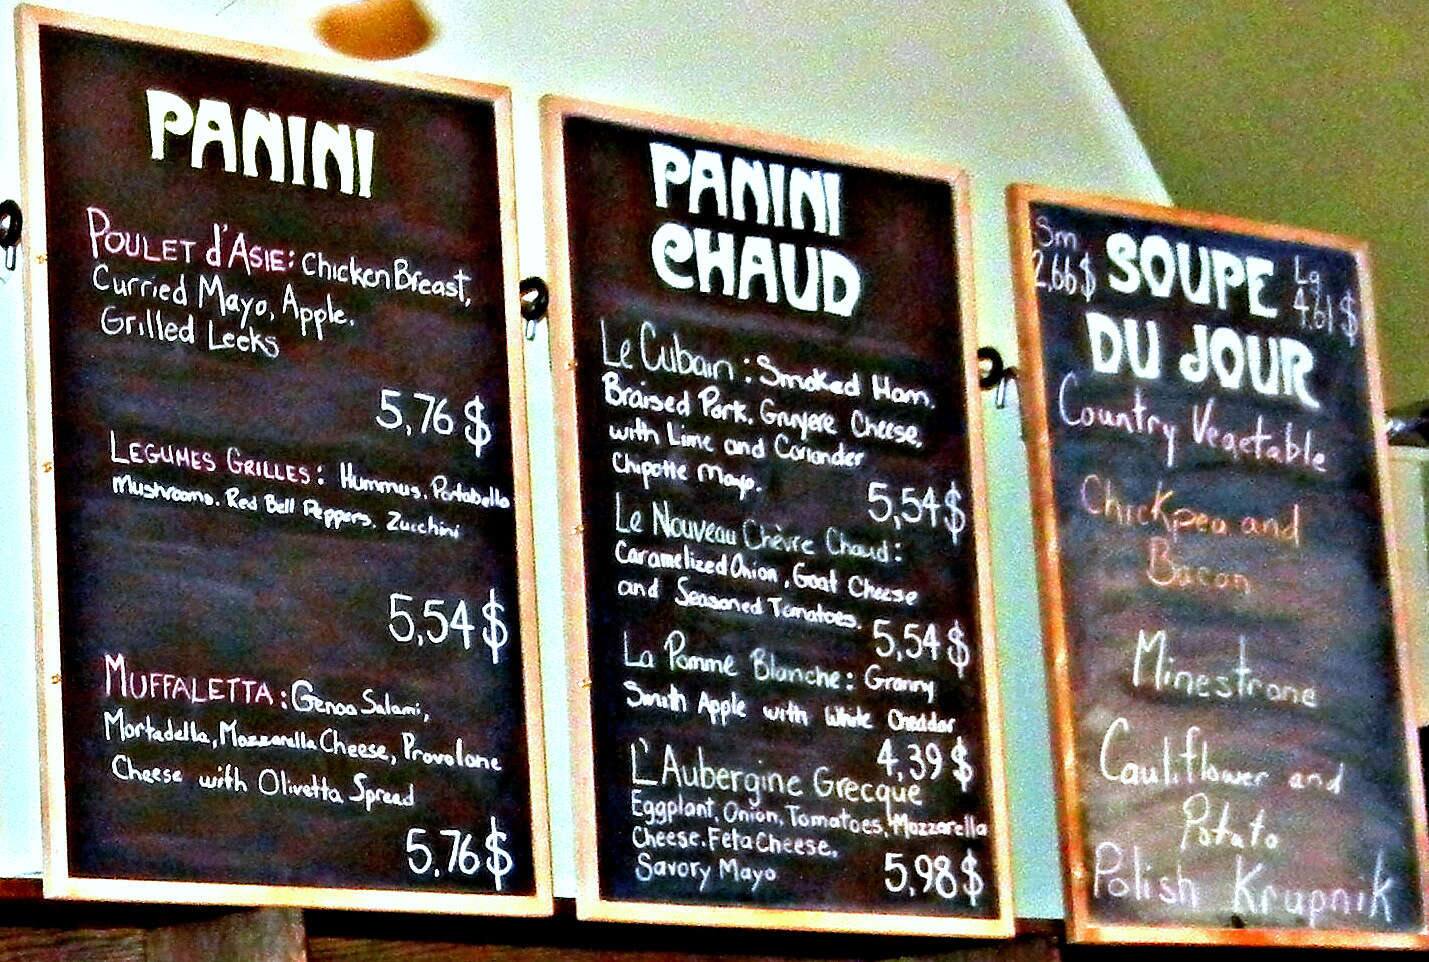 PANINI
POULET d'ASIE: Chicken Breast,
Curried Mayo, Apple,
Grilled Leeks
5,76 $
LEGUMES GRILLES: Hummus, Portabello
Mushrooms, Red Bell Peppers, Zucchini
5,54 $
MUFFALETTA: Genoa Salami,
Mortadella, Mozzarella Cheese, Provolone
Cheese with Olivetta Spread
5.76 $
PANINI
CHAUD
Le Cubain: Smoked Ham,
Braised Pork, Gruyere Cheese,
with Lime and Coriander
Chipotle Mayo.
5,54 $
Le Nouveau Chèvre Chaud:
Caramelized Onion, Goat Cheese
and Seasoned Tomatoes.
5,54 $
La Pomme Blanche: Granny
Smith Apple with White Cheddar
4,39 $
L'Aubergine Grecque
Eggplant, Onion, Tomatoes, Mozzarella
Cheese, Feta Cheese,
Savory Mayo
5,98 $
Sm.
2,66 $
SOUPE
Lg
4.61 $
DU JOUR
Country Vegetable
Chickpea and
Bacon
Minestrone
Cauliflower and
Potato
Polish Krupnik